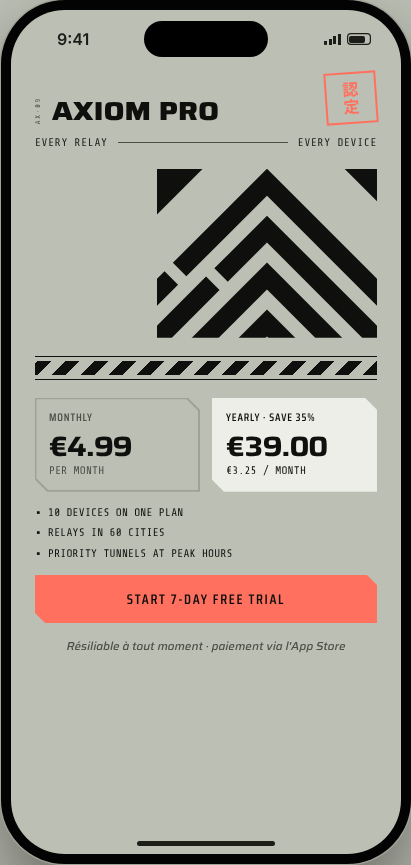 9:41
認定
AX-09
AXIOM PRO
EVERY RELAY
EVERY DEVICE
MONTHLY
€4.99
PER MONTH
YEARLY · SAVE 35%
€39.00
€3.25 / MONTH
▪ 10 DEVICES ON ONE PLAN
▪ RELAYS IN 60 CITIES
▪ PRIORITY TUNNELS AT PEAK HOURS
START 7-DAY FREE TRIAL
Résiliable à tout moment · paiement via l'App Store